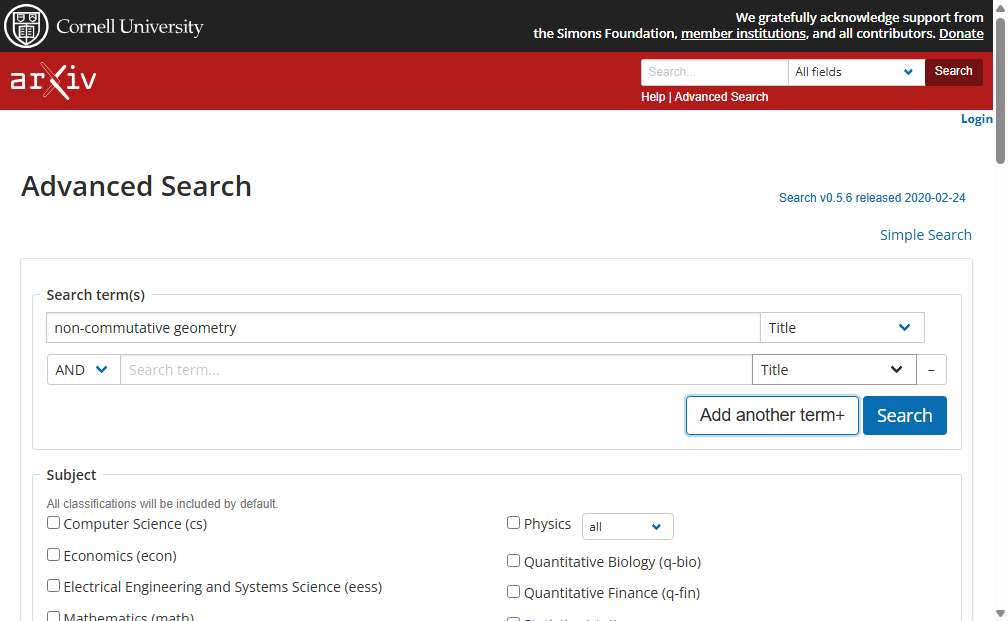 Cornell University
We gratefully acknowledge support from
the Simons Foundation, member institutions, and all contributors. Donate
arXiv
Search...
All fields
Search
Help | Advanced Search
Login
Advanced Search
Search v0.5.6 released 2020-02-24
Simple Search
Search term(s)
non-commutative geometry
Title
AND
Search term...
Title
-
Add another term+
Search
Subject
All classifications will be included by default.
Computer Science (cs)
Physics
all
Economics (econ)
Quantitative Biology (q-bio)
Electrical Engineering and Systems Science (eess)
Quantitative Finance (q-fin)
Mathematics (math)